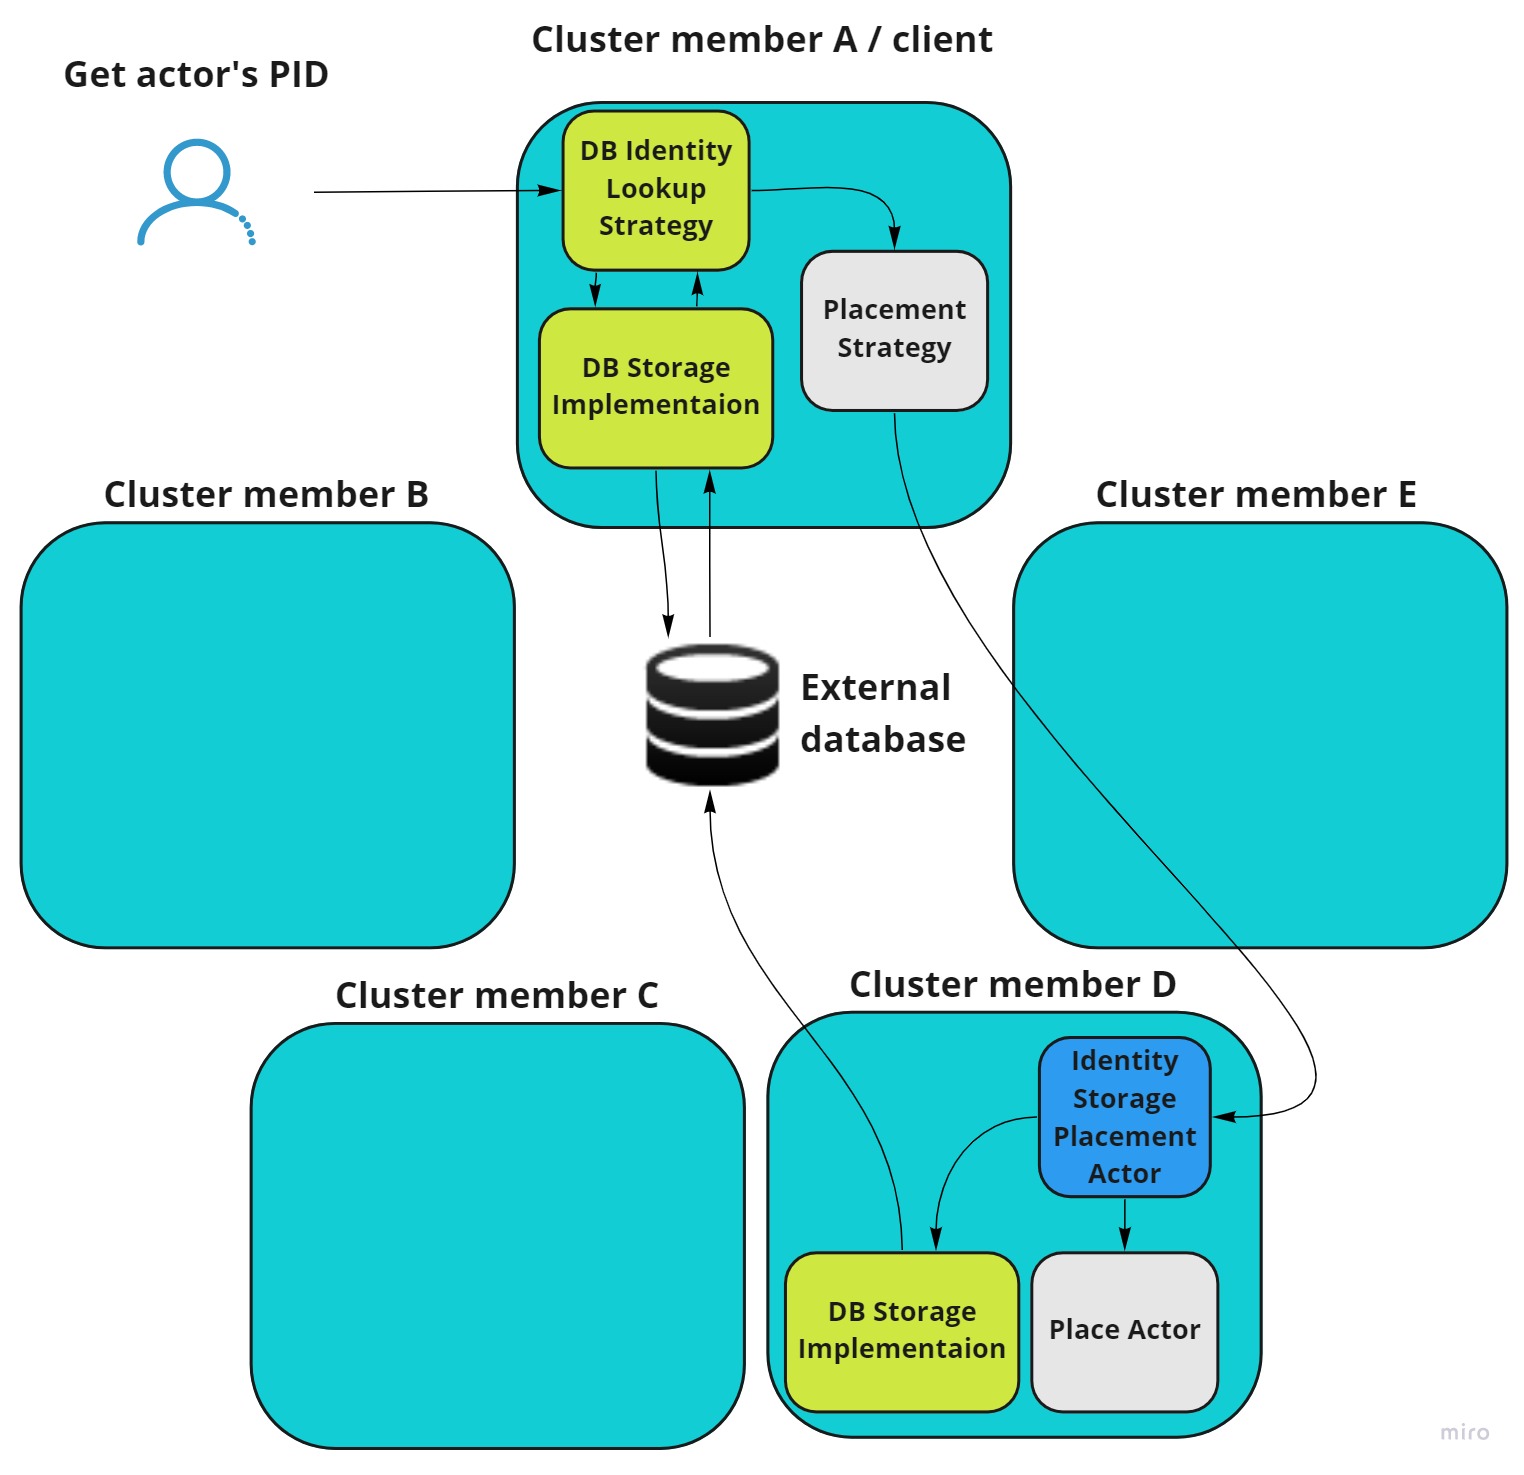 Cluster member A / client
Get actor's PID
DB Identity
Lookup
Strategy
Placement
Strategy
DB Storage
Implementaion
Cluster member B
Cluster member E
External
database
Cluster member C
Cluster member D
Identity
Storage
Placement
Actor
DB Storage
Implementaion
Place Actor
miro